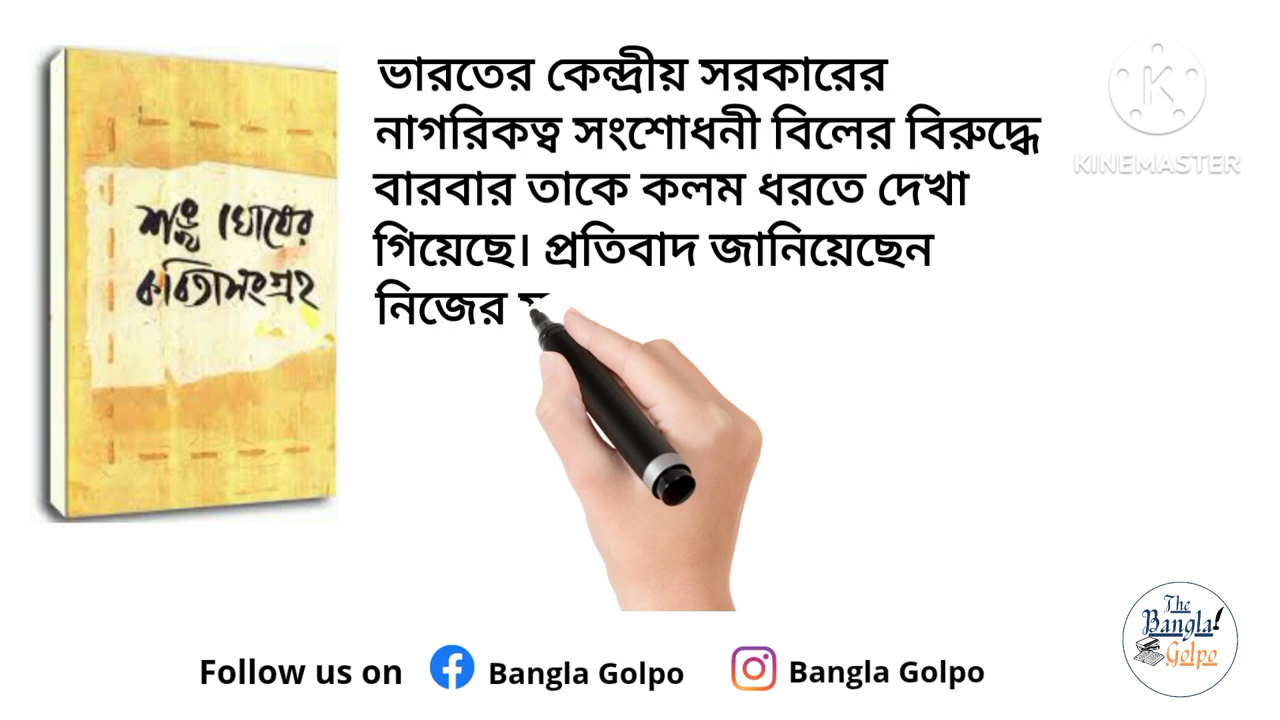 শঙ্খ ঘোষের
কবিতাসংগ্রহ
ভারতের কেন্দ্রীয় সরকারের
নাগরিকত্ব সংশোধনী বিলের বিরুদ্ধে
বারবার তাকে কলম ধরতে দেখা
গিয়েছে। প্রতিবাদ জানিয়েছেন
নিজের
KINEMASTER
Follow us on Bangla Golpo Bangla Golpo
The
Bangla!
Golpo